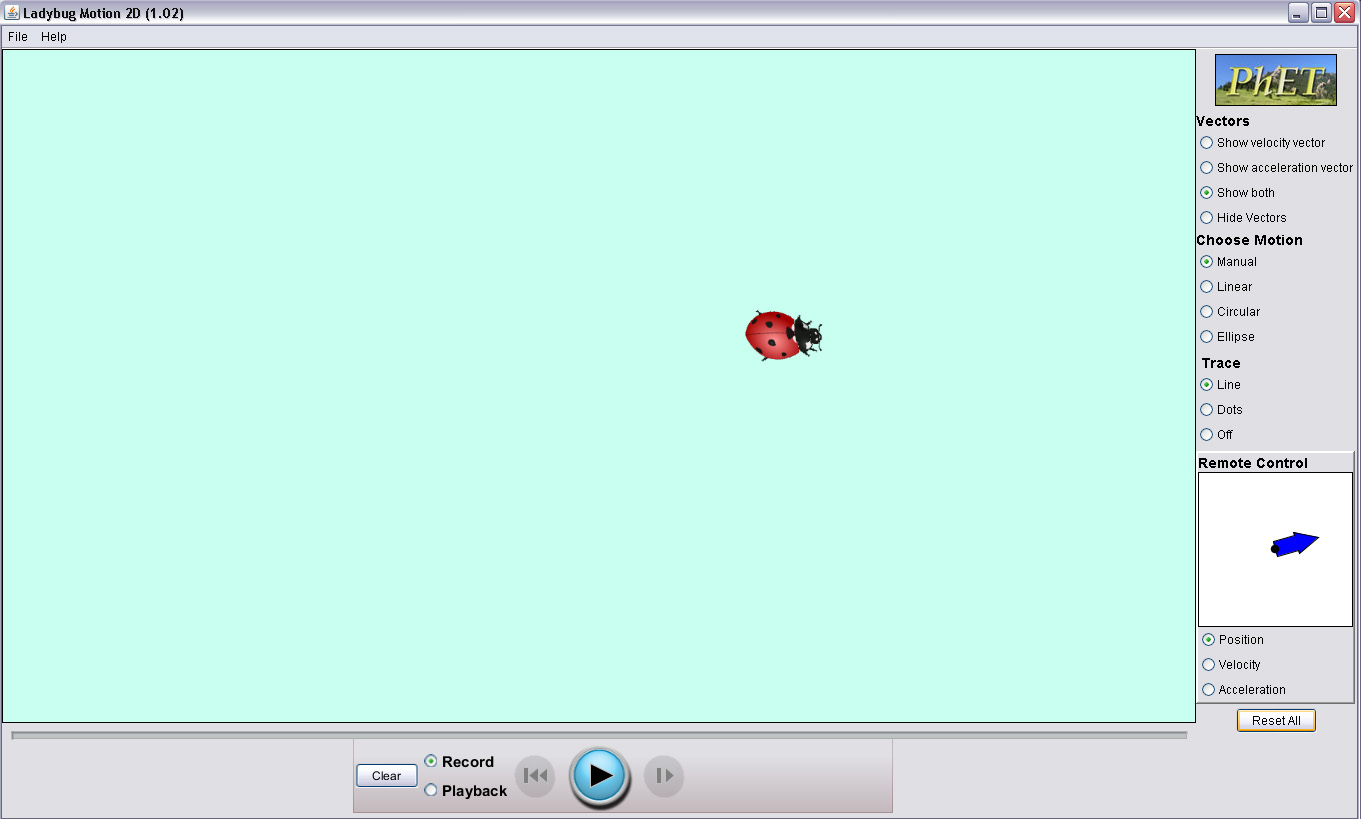 Ladybug Motion 2D (1.02)
File Help
PhET
Vectors
Show velocity vector
Show acceleration vector
Show both
Hide Vectors
Choose Motion
Manual
Linear
Circular
Ellipse
Trace
Line
Dots
Off
Remote Control
Position
Velocity
Acceleration
Reset All
Clear
Record
Playback